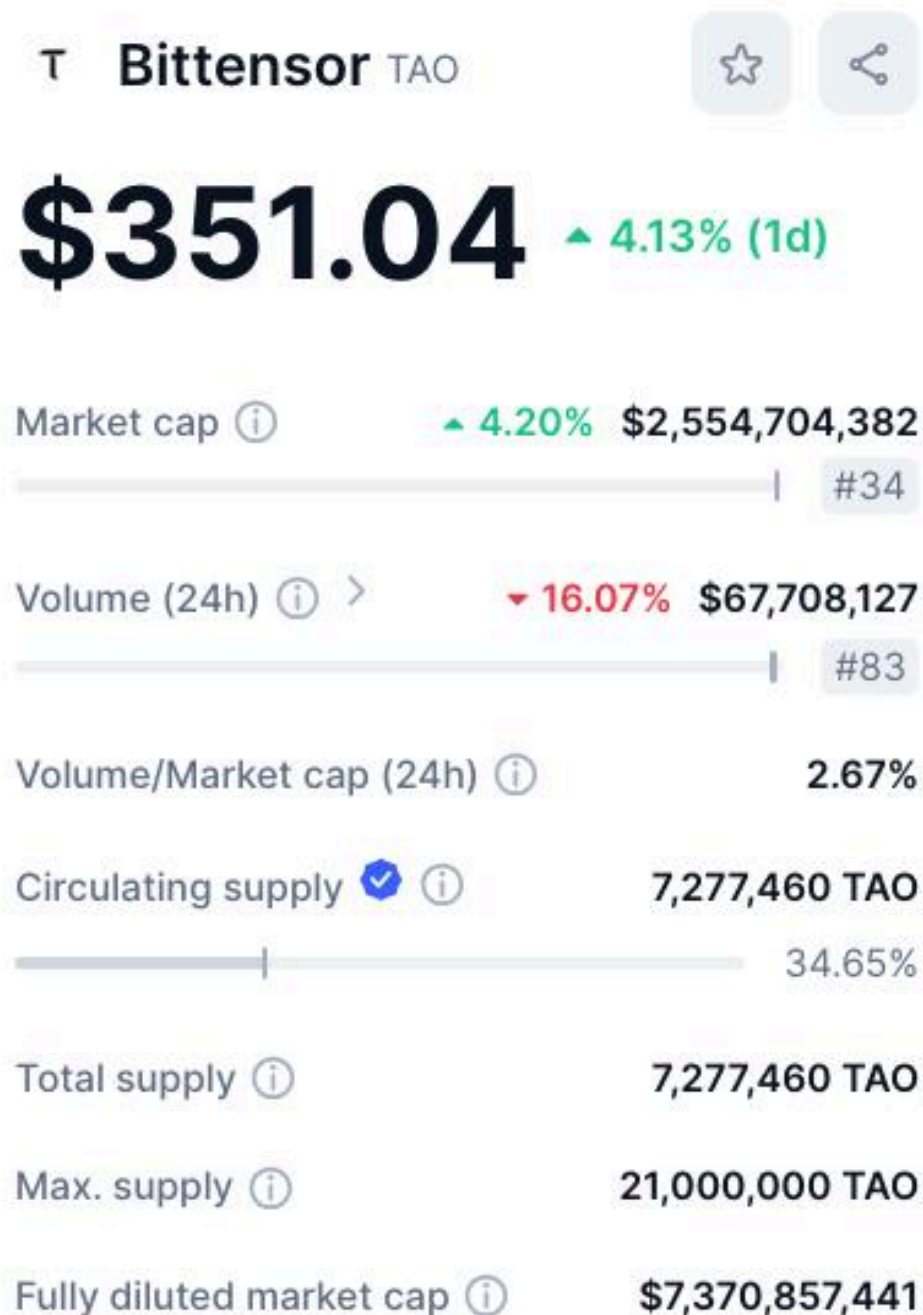 T Bittensor TAO
$351.04 4.13% (1d)
Market cap 4.20% $2,554,704,382
#34
Volume (24h) 16.07% $67,708,127
#83
Volume/Market cap (24h) 2.67%
Circulating supply 7,277,460 TAO
34.65%
Total supply 7,277,460 TAO
Max. supply 21,000,000 TAO
Fully diluted market cap $7,370,857,441